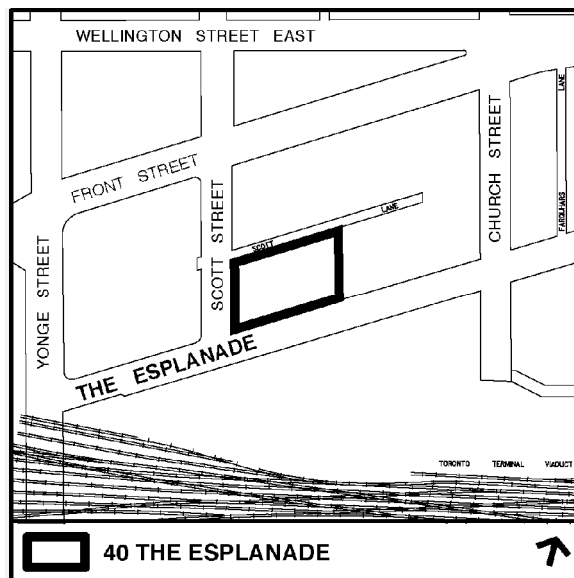 WELLINGTON STREET EAST
FRONT STREET
SCOTT STREET
YONGE STREET
CHURCH STREET
LANE
FARQUHARS
SCOTT LANE
THE ESPLANADE
TORONTO TERMINAL VIADUCT
40 THE ESPLANADE